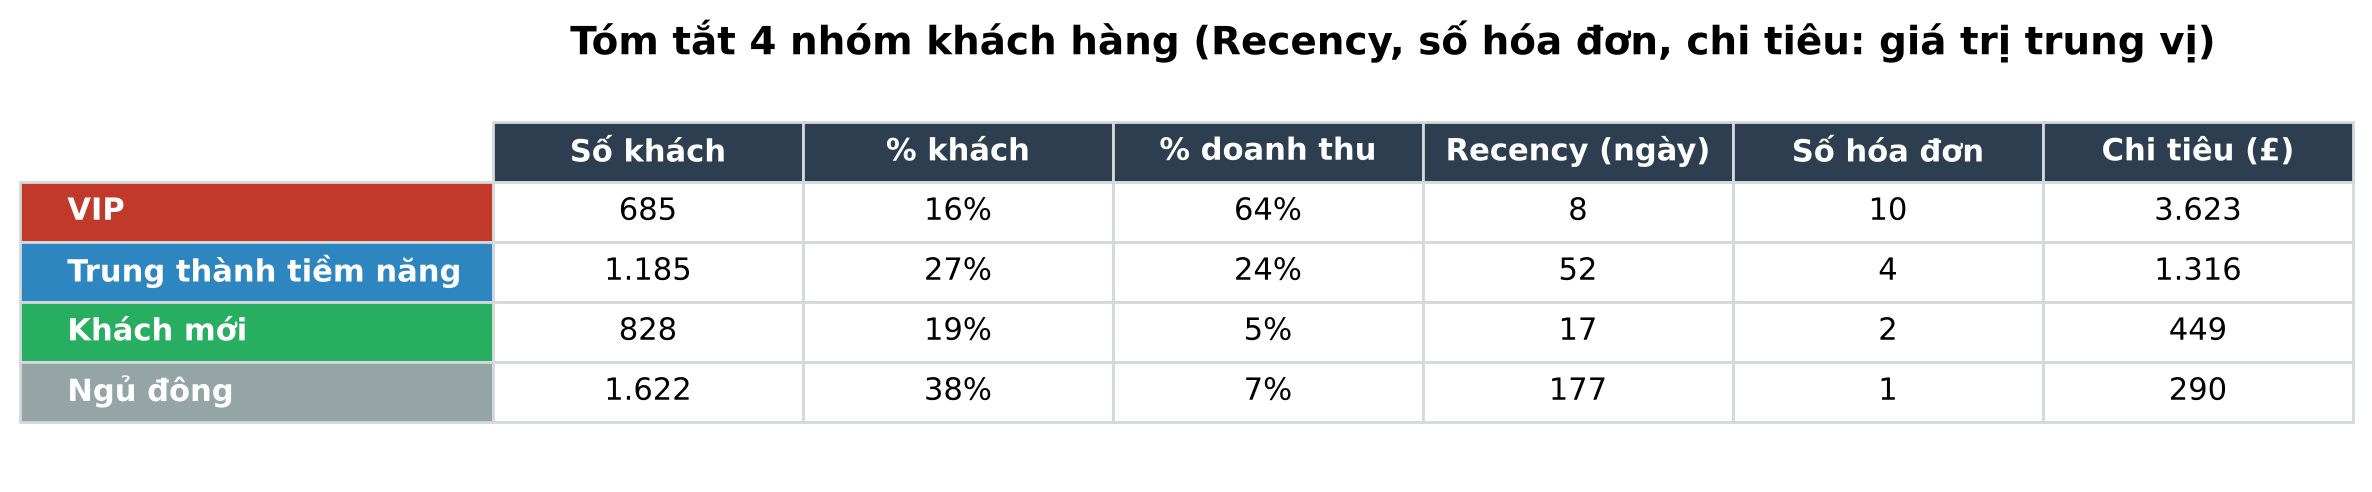 Tóm tắt 4 nhóm khách hàng (Recency, số hóa đơn, chi tiêu: giá trị trung vị)
Số khách % khách % doanh thu Recency (ngày) Số hóa đơn Chi tiêu (£)
VIP 685 16% 64% 8 10 3.623
Trung thành tiềm năng 1.185 27% 24% 52 4 1.316
Khách mới 828 19% 5% 17 2 449
Ngủ đông 1.622 38% 7% 177 1 290